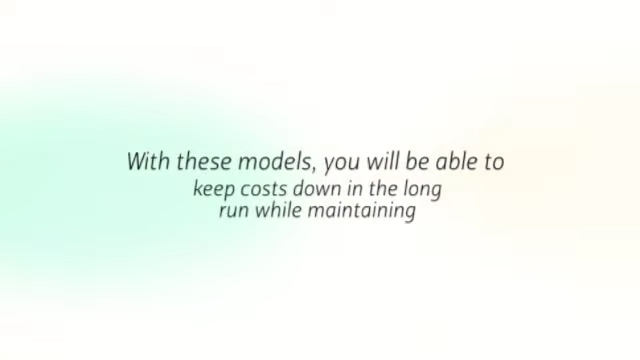 With these models, you will be able to
keep costs down in the long
run while maintaining